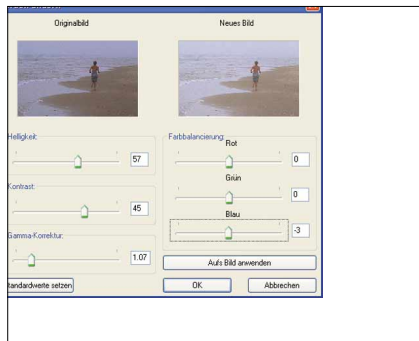 Originalbild
Neues Bild
Helligkeit:
57
Kontrast:
45
Gamma-Korrektur:
1.07
Farbbalancierung:
Rot
0
Grün
0
Blau
-3
Aufs Bild anwenden
tandardwerte setzen
OK
Abbrechen